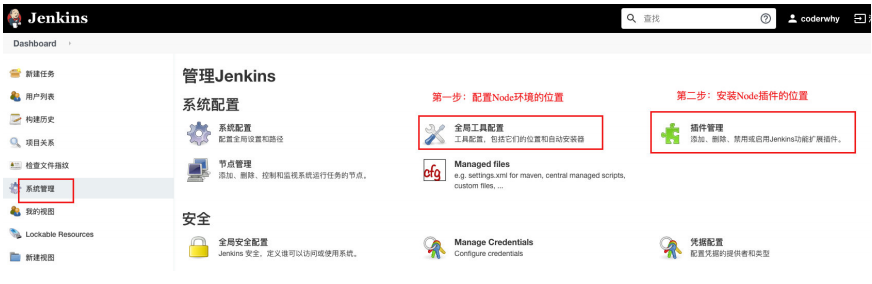 Jenkins
查找
coderwhy
Dashboard
新建任务
用户列表
构建历史
项目关系
检查文件指纹
系统管理
我的视图
Lockable Resources
新建视图
管理Jenkins
系统配置
第一步：配置Node环境的位置
第二步：安装Node插件的位置
系统配置
配置全局设置和路径
全局工具配置
工具配置，包括它们的位置和自动安装器
插件管理
添加、删除、禁用或启用Jenkins功能扩展插件。
节点管理
添加、删除、控制和监视系统运行任务的节点。
cfg
Managed files
e.g. settings.xml for maven, central managed scripts,
custom files, ...
安全
全局安全配置
Jenkins 安全，定义谁可以访问或使用系统。
Manage Credentials
Configure credentials
凭据配置
配置凭据的提供者和类型